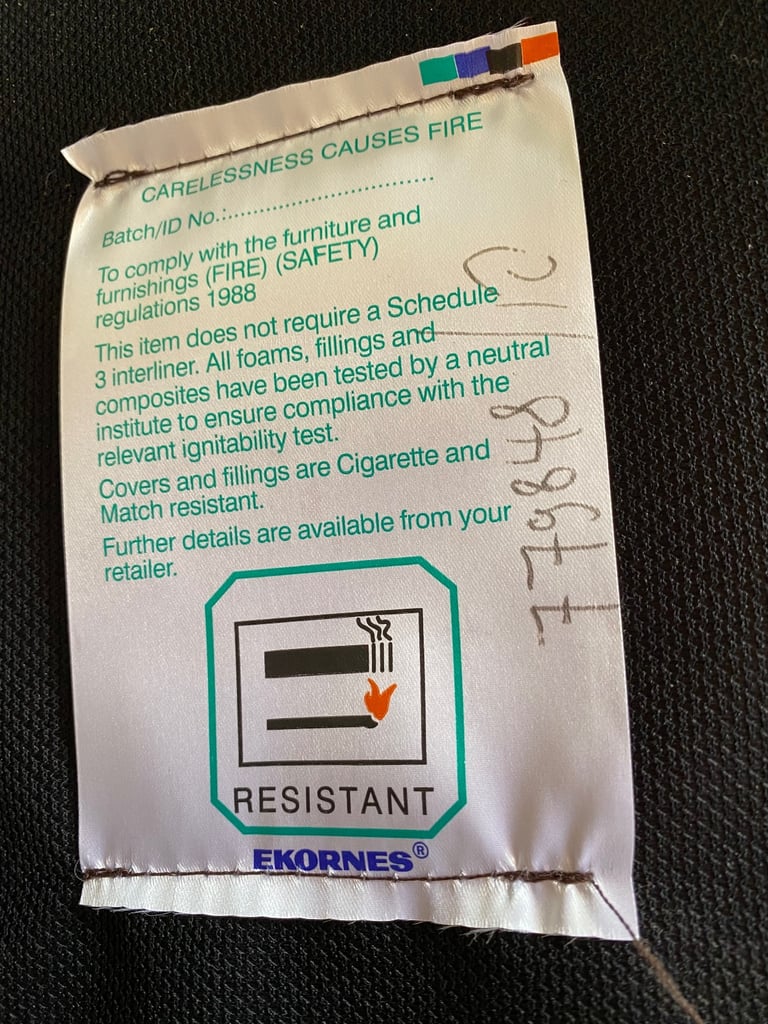 CARELESSNESS CAUSES FIRE
Batch/ID No.:................................
To comply with the furniture and
furnishings (FIRE) (SAFETY)
regulations 1988
This item does not require a Schedule
3 interliner. All foams, fillings and
composites have been tested by a neutral
institute to ensure compliance with the
relevant ignitability test.
Covers and fillings are Cigarette and
Match resistant.
Further details are available from your
retailer.
779848
RESISTANT
EKORNES®